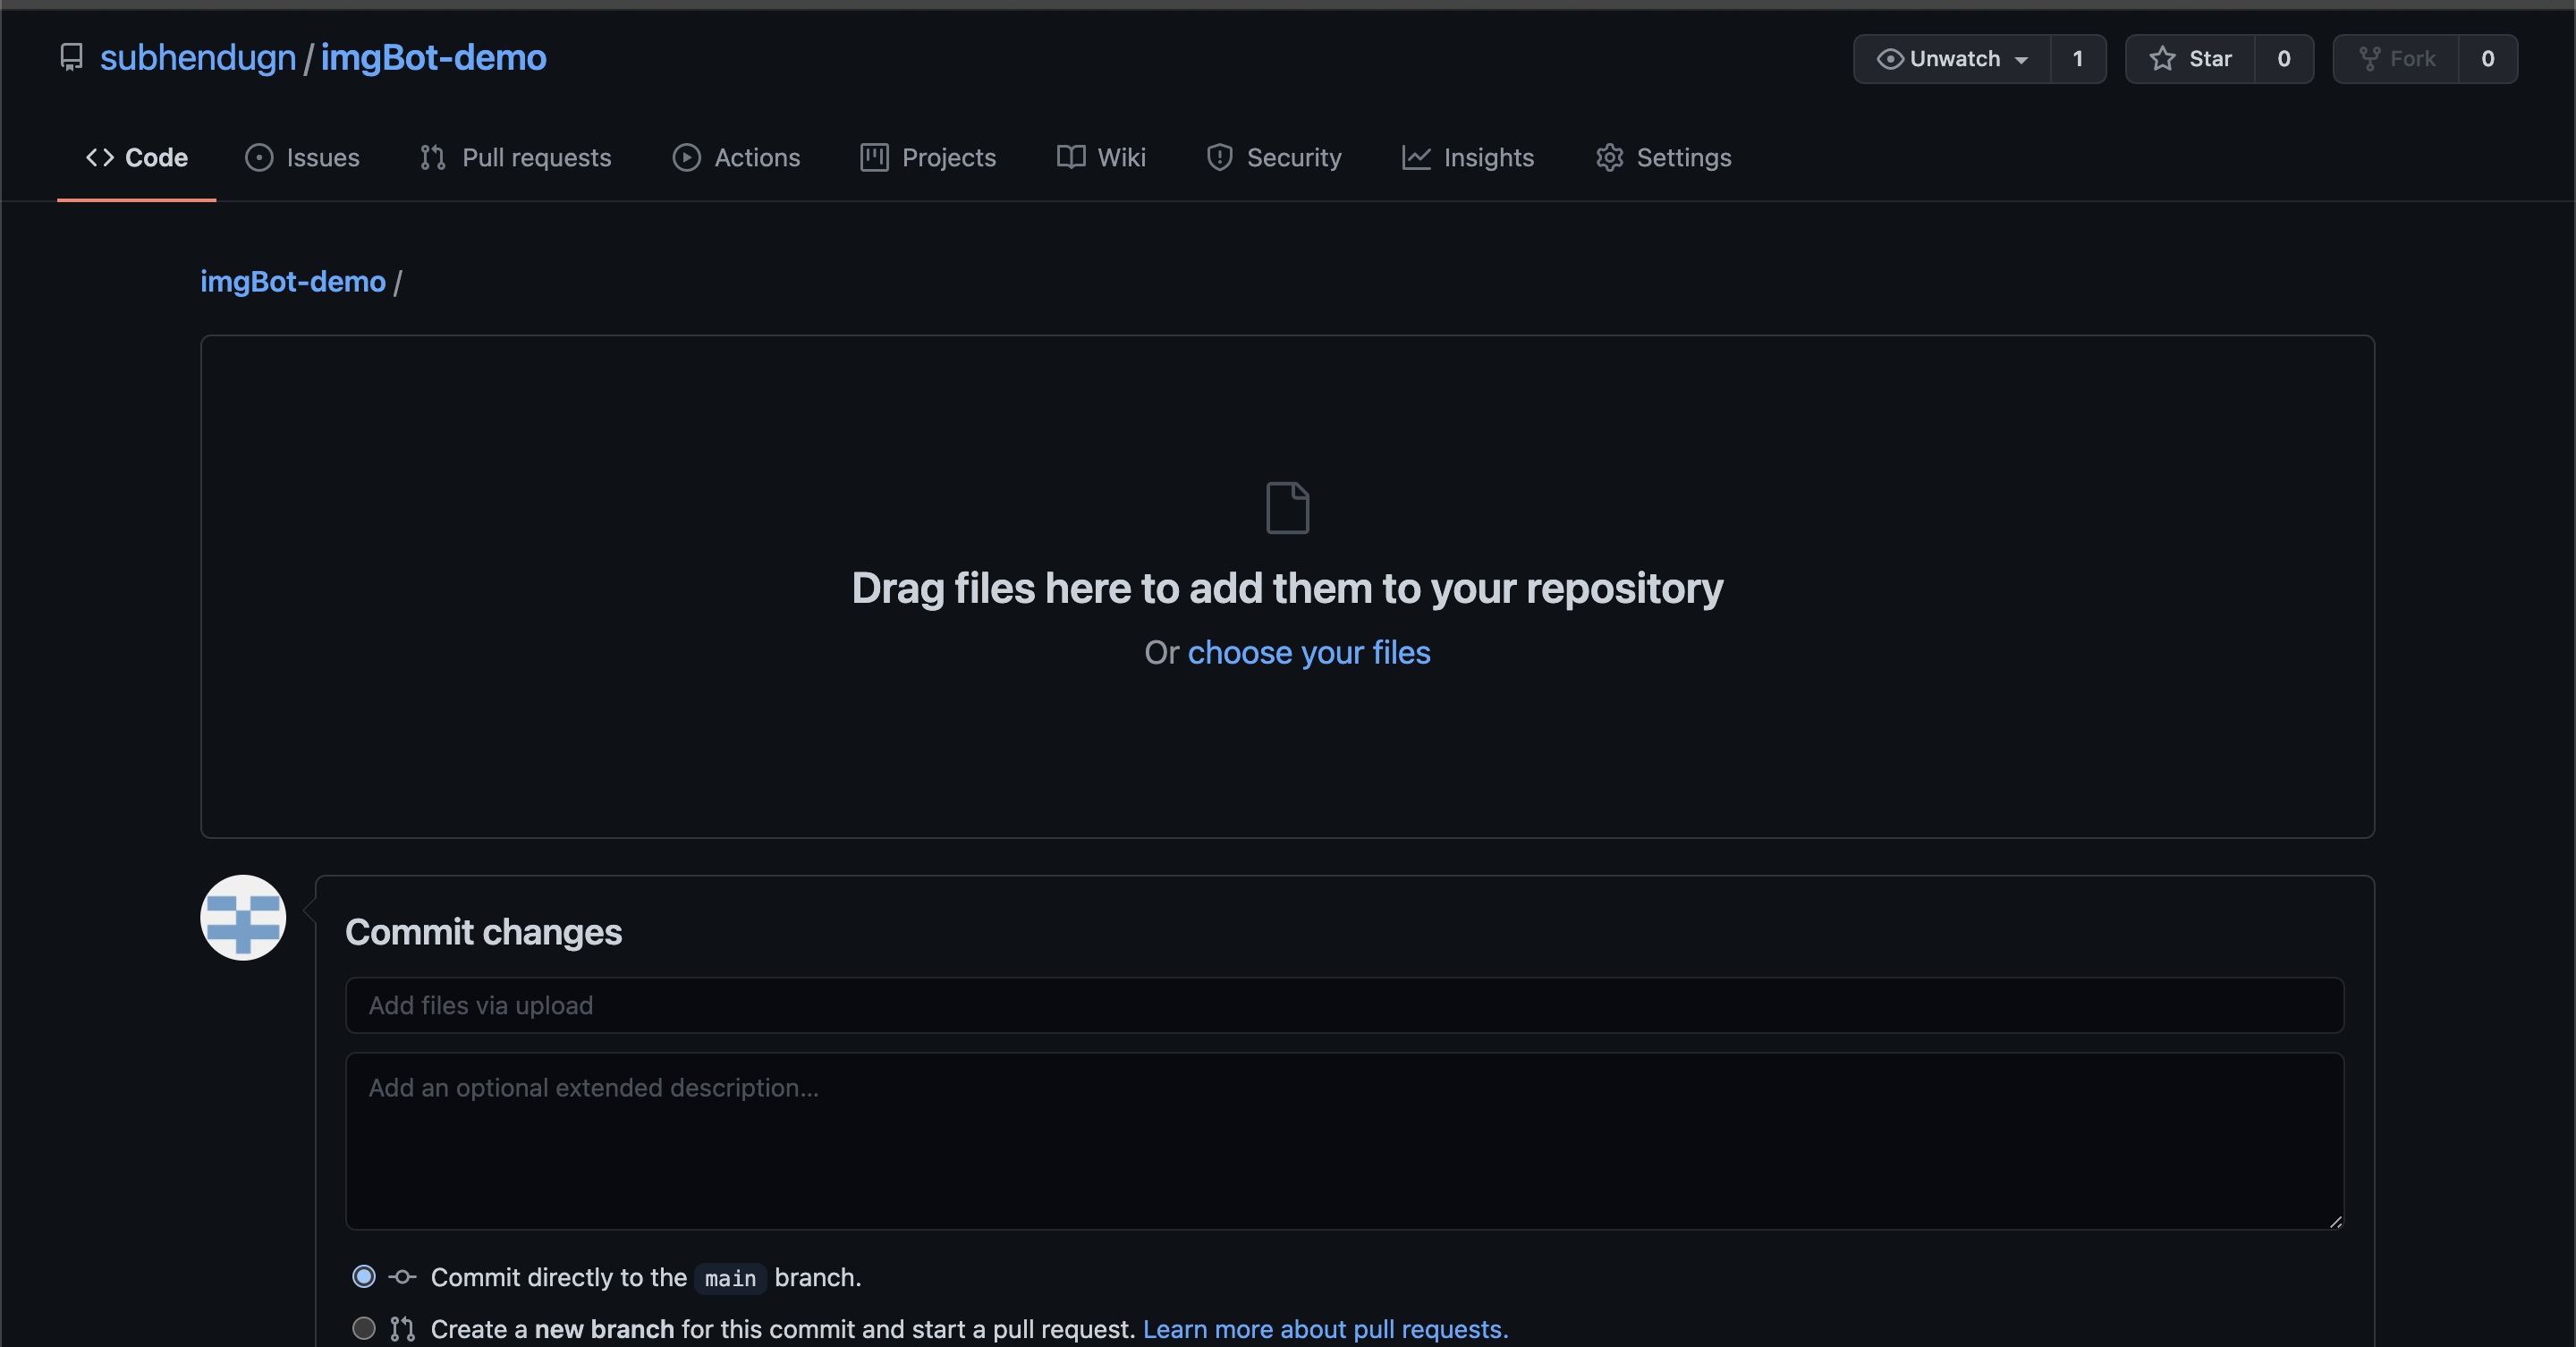 subhendugn / imgBot-demo
Unwatch 1 Star 0 Fork 0
Code Issues Pull requests Actions Projects Wiki Security Insights Settings
imgBot-demo /
Drag files here to add them to your repository
Or choose your files
Commit changes
Add files via upload
Add an optional extended description...
Commit directly to the main branch.
Create a new branch for this commit and start a pull request. Learn more about pull requests.